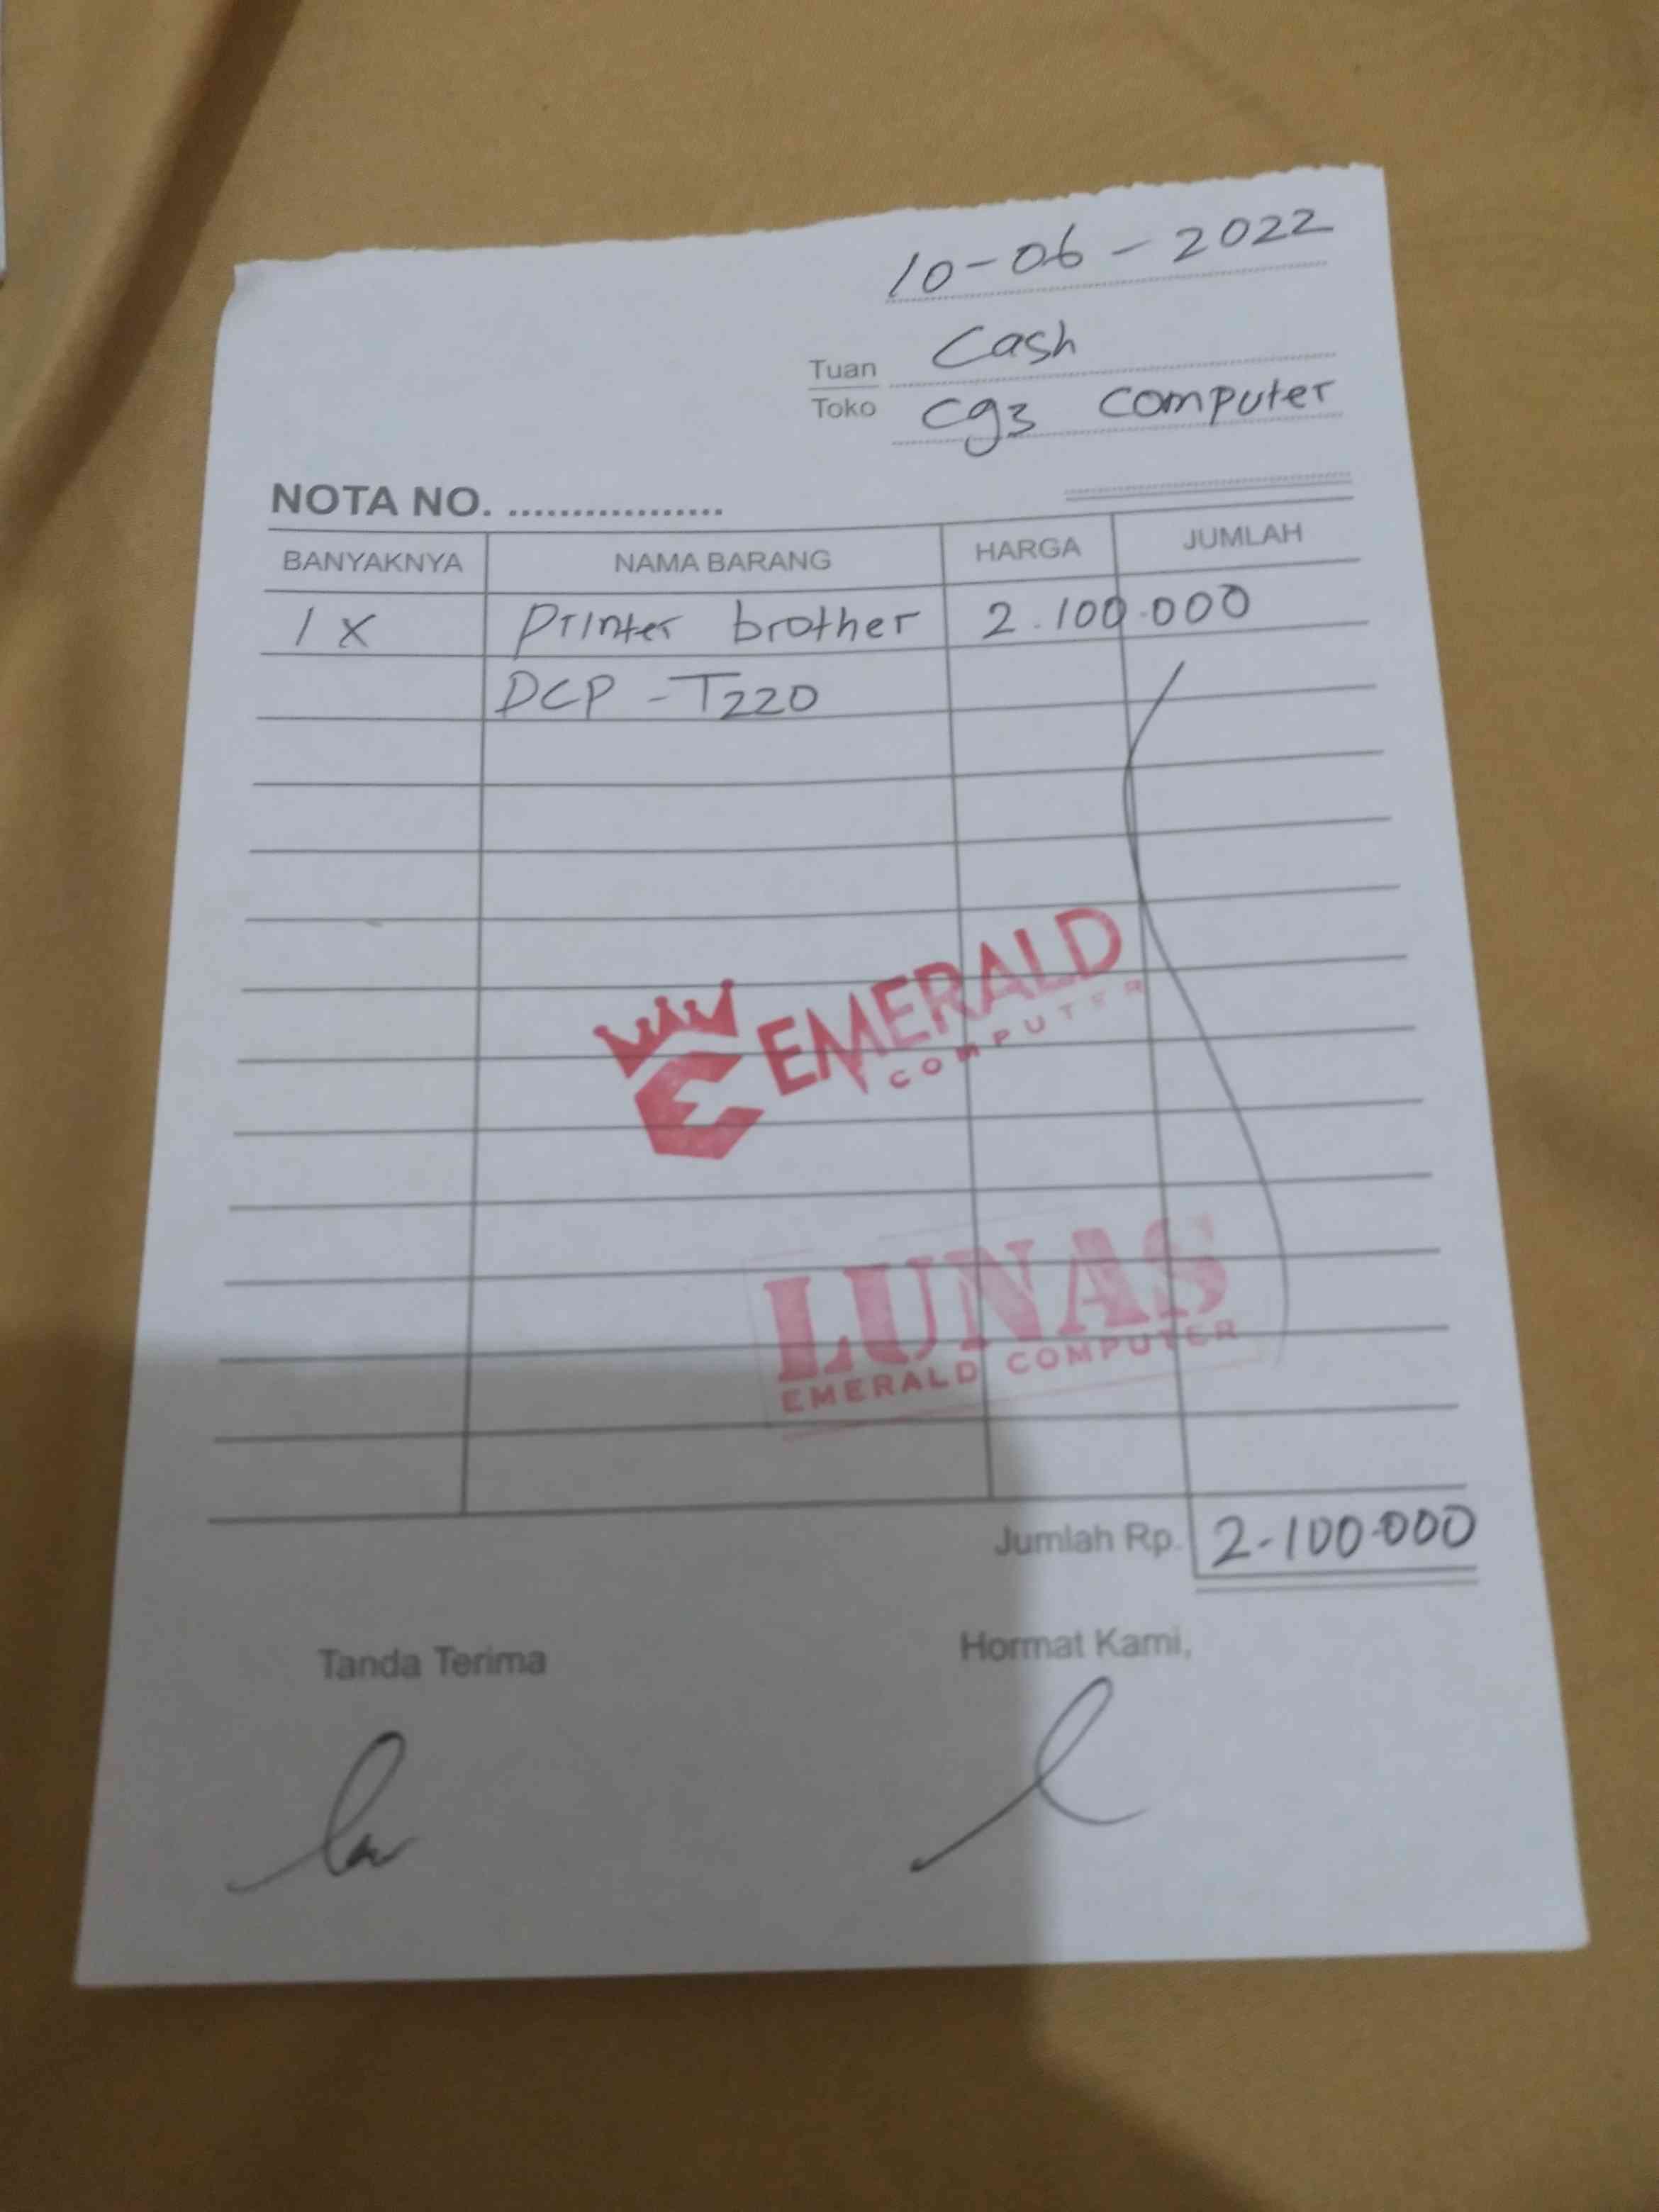 10-06-2022
Tuan Cash
Toko cg3 computer
NOTA NO. .................
BANYAKNYA NAMA BARANG HARGA JUMLAH
1 x Printer brother 2.100.000
DCP-T220
EMERALD
COMPUTER
LUNAS
EMERALD COMPUTER
Jumlah Rp. 2.100.000
Tanda Terima Hormat Kami,